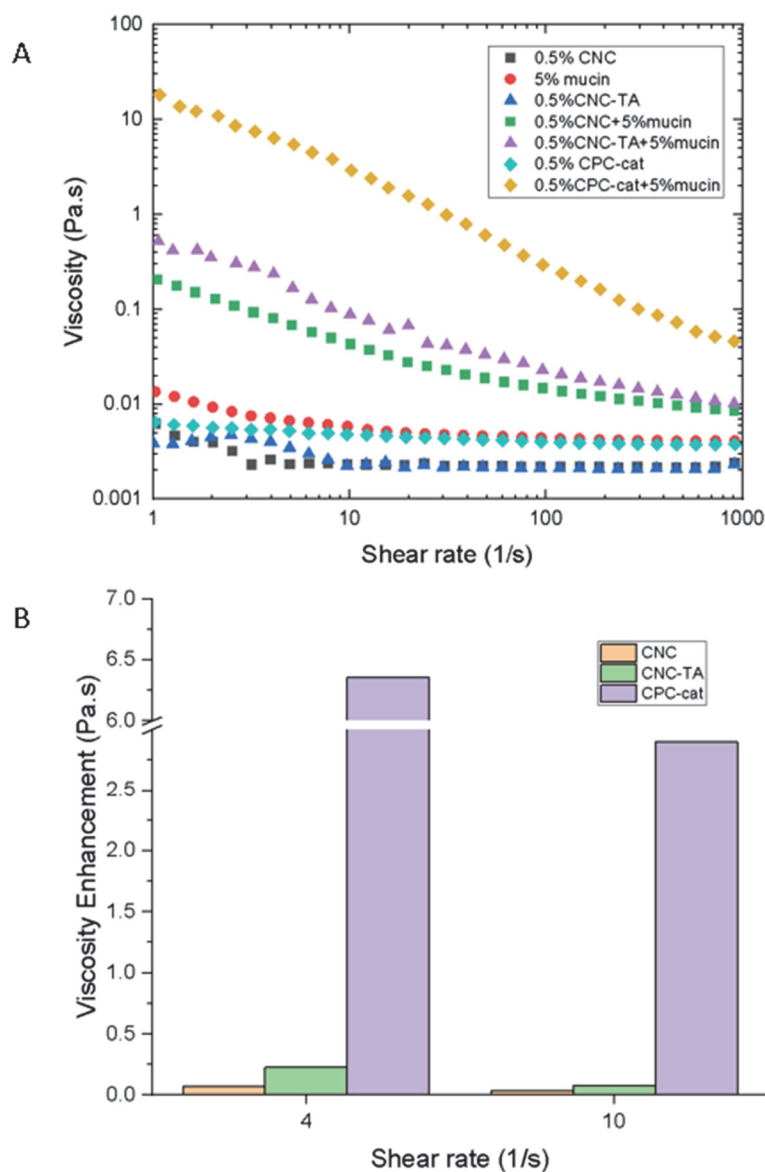 A
100
10
1
0.1
0.01
0.001
Viscosity (Pa.s)
0.5% CNC
5% mucin
0.5%CNC-TA
0.5%CNC+5%mucin
0.5%CNC-TA+5%mucin
0.5% CPC-cat
0.5%CPC-cat+5%mucin
1 10 100 1000
Shear rate (1/s)
B
7.0
6.5
6.0
2.5
2.0
1.5
1.0
0.5
0.0
Viscosity Enhancement (Pa.s)
CNC
CNC-TA
CPC-cat
4 10
Shear rate (1/s)